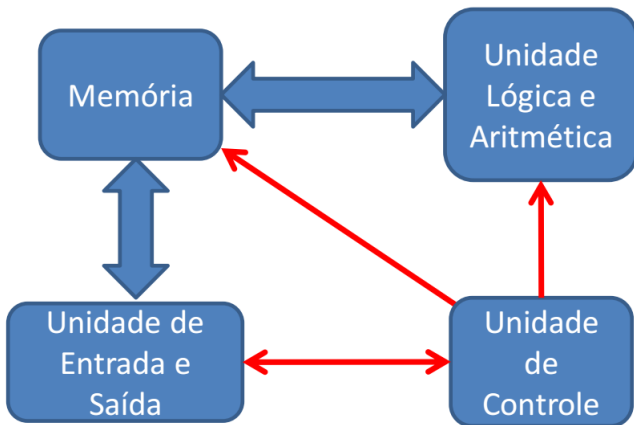 Memória
Unidade
Lógica e
Aritmética
Unidade de
Entrada e
Saída
Unidade
de
Controle